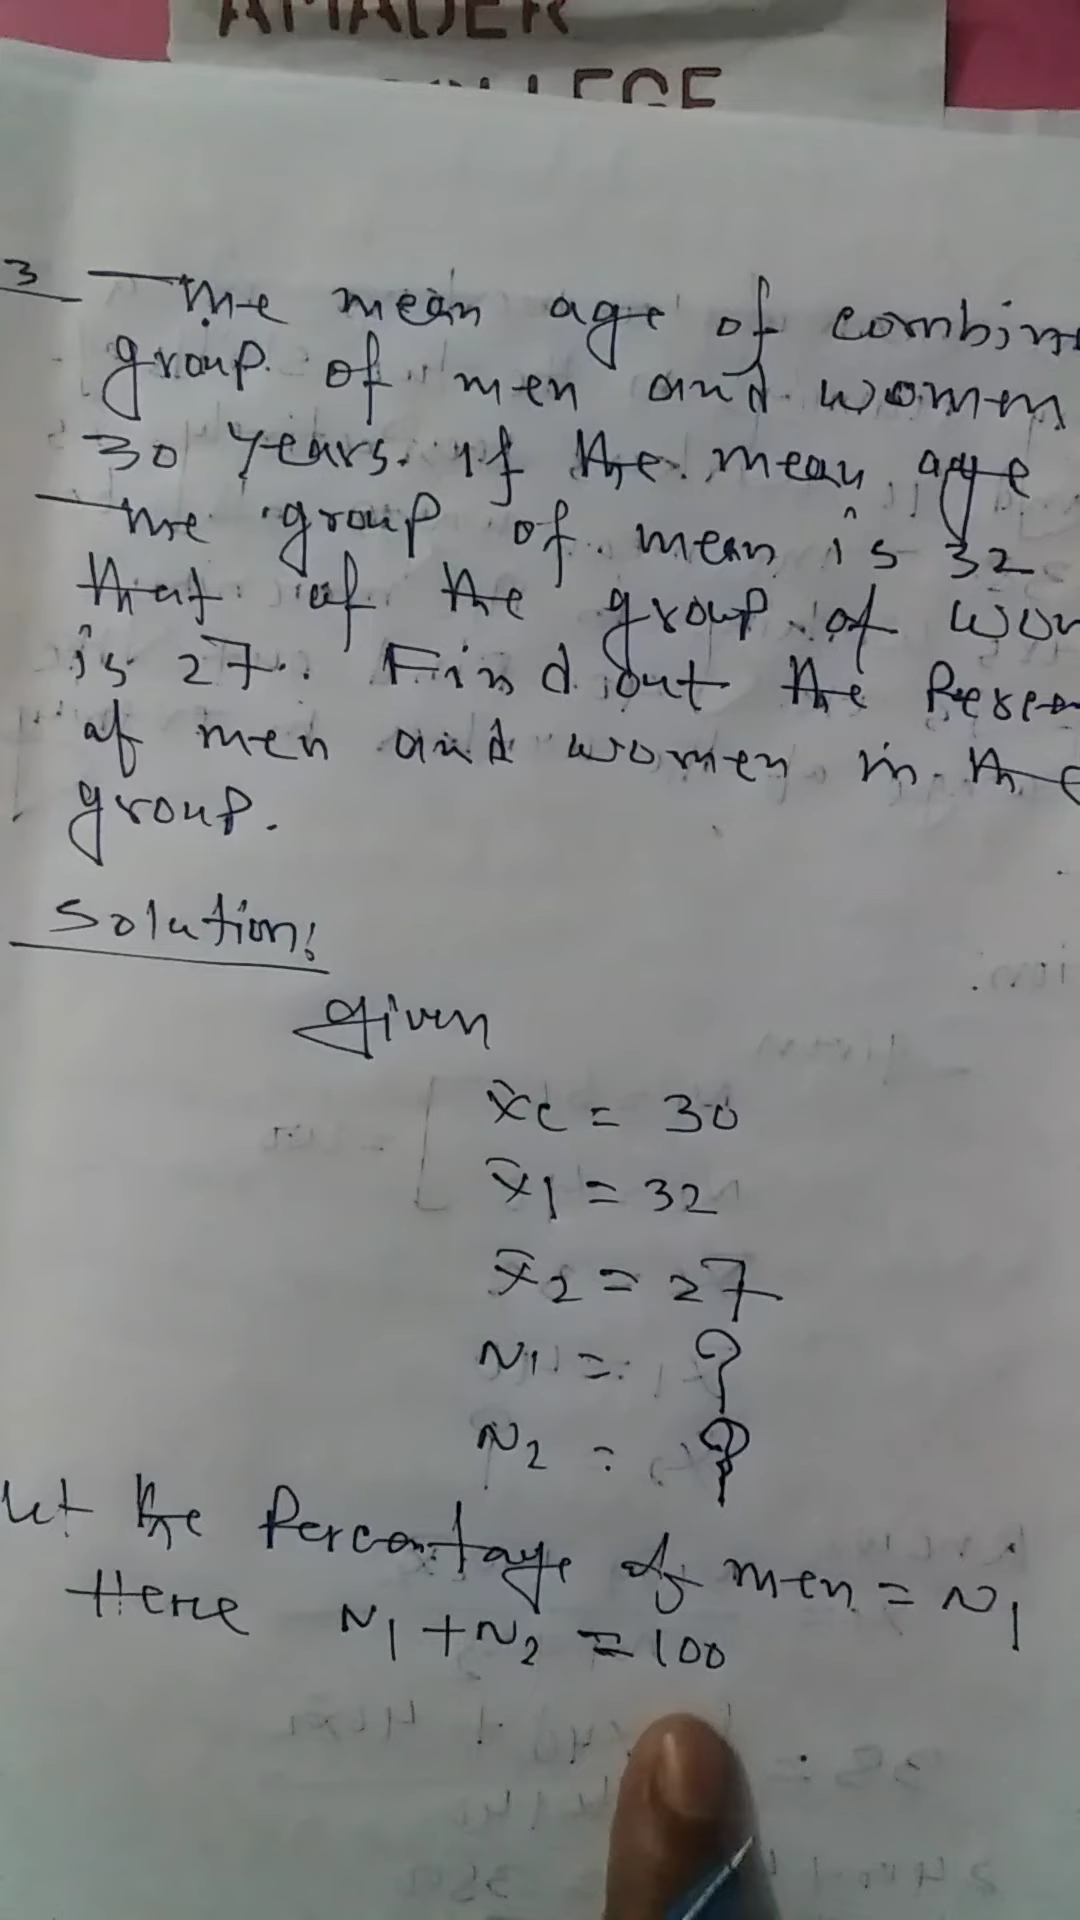 AMADER
COLLEGE
3 The mean age of combin
group of men and women
30 years. If the mean age
the group of mean is 32
that of the group of wom
is 27. Find out the Percen
of men and women in the
group.
Solution:
given
x̄c = 30
x̄1 = 32
x̄2 = 27
N1 = ?
N2 = ?
Let the Percentage of men = N1
Here N1 + N2 = 100